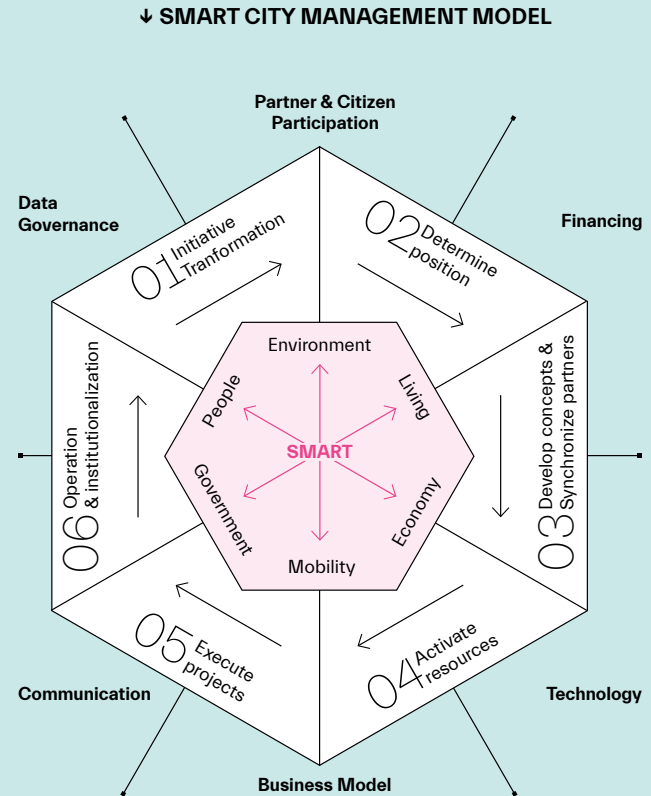 ↓ SMART CITY MANAGEMENT MODEL
Partner & Citizen
Participation
Data
Governance
Financing
01 Initiative
Tranformation
02 Determine
position
03 Develop concepts &
Synchronize partners
04 Activate
resources
05 Execute
projects
06 Operation
& institutionalization
Environment
People
Living
SMART
Government
Economy
Mobility
Communication
Technology
Business Model